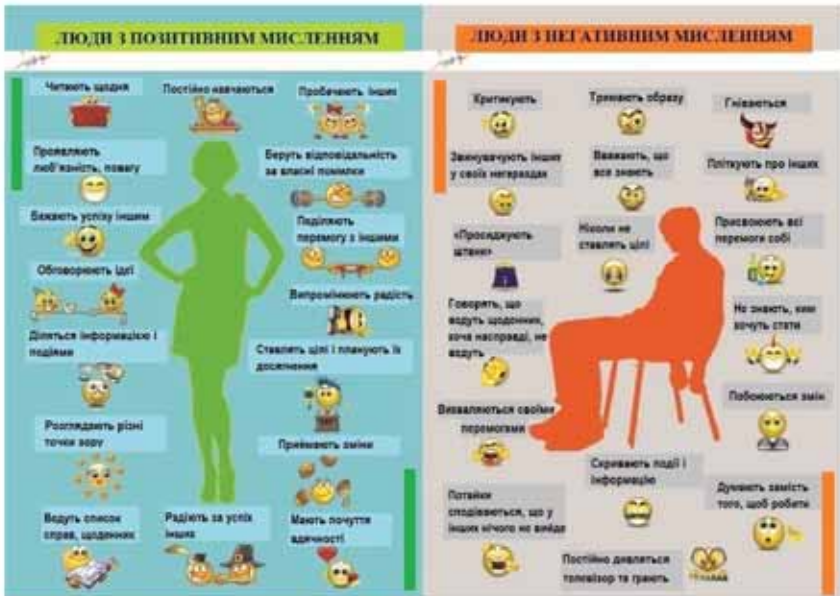 ЛЮДИ З ПОЗИТИВНИМ МИСЛЕННЯМ
Читають щодня
Постійно навчаються
Пробачають інших
Проявляють
люб'язність, повагу
Беруть відповідальність
за власні помилки
Бажають успіху іншим
Поділяють
перемогу з іншими
Обговорюють ідеї
Випромінюють радість
Діляться інформацією і
подіями
Ставлять цілі і планують їх
досягнення
Розглядають різні
точки зору
Приймають зміни
Ведуть список
справ, щоденник
Радіють за успіх
інших
Мають почуття
вдячності
ЛЮДИ З НЕГАТИВНИМ МИСЛЕННЯМ
Критикують
Тримають образу
Гніваються
Звинувачують інших
у своїх негараздах
Вважають, що
все знають
Пліткують про інших
«Просиджують
штани»
Ніколи не
ставлять цілі
Присвоюють всі
перемоги собі
Говорять, що
ведуть щоденник,
хоча насправді, не
ведуть
Не знають, ким
хочуть стати
Вихваляються своїми
перемогами
Побоюються змін
Скривають події і
інформацію
Потайки
сподіваються, що у
інших нічого не вийде
Думають замість
того, щоб робити
Постійно дивляться
телевізор та грають